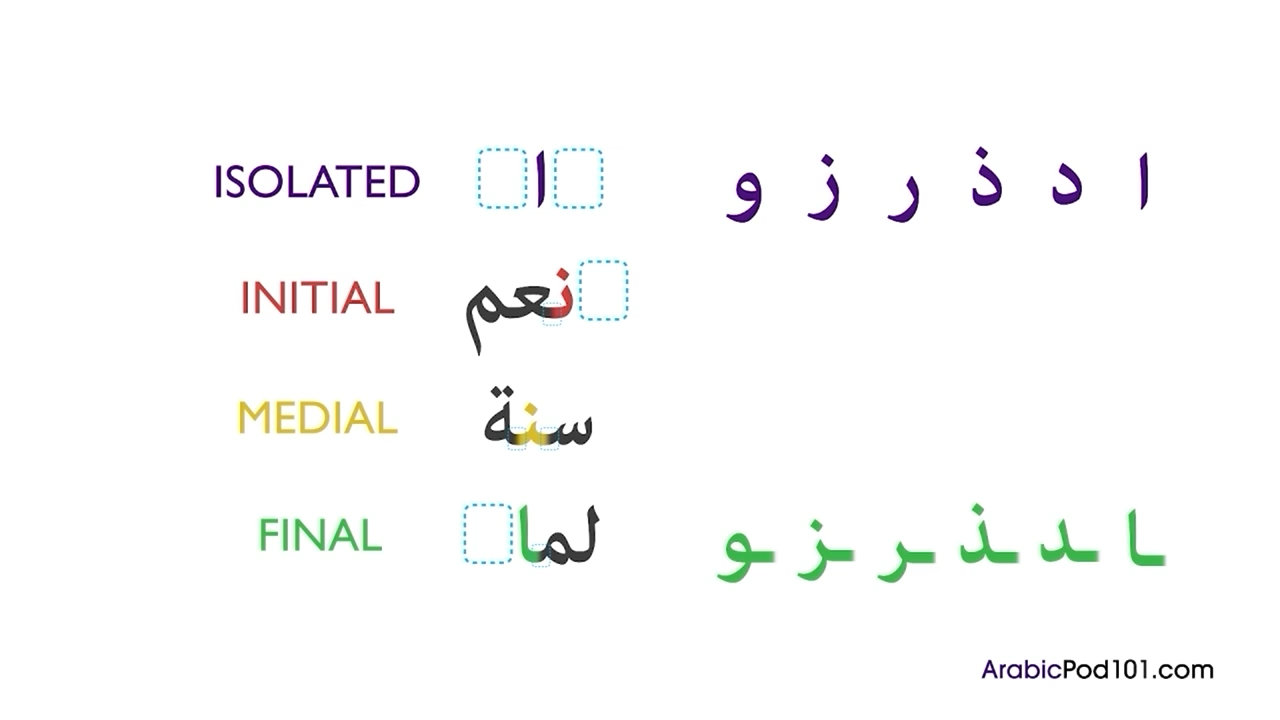 ISOLATED ا ا د ذ ر ز و
INITIAL نعم
MEDIAL سنة
FINAL لما ـا ـد ـذ ـر ـز ـو
ArabicPod101.com